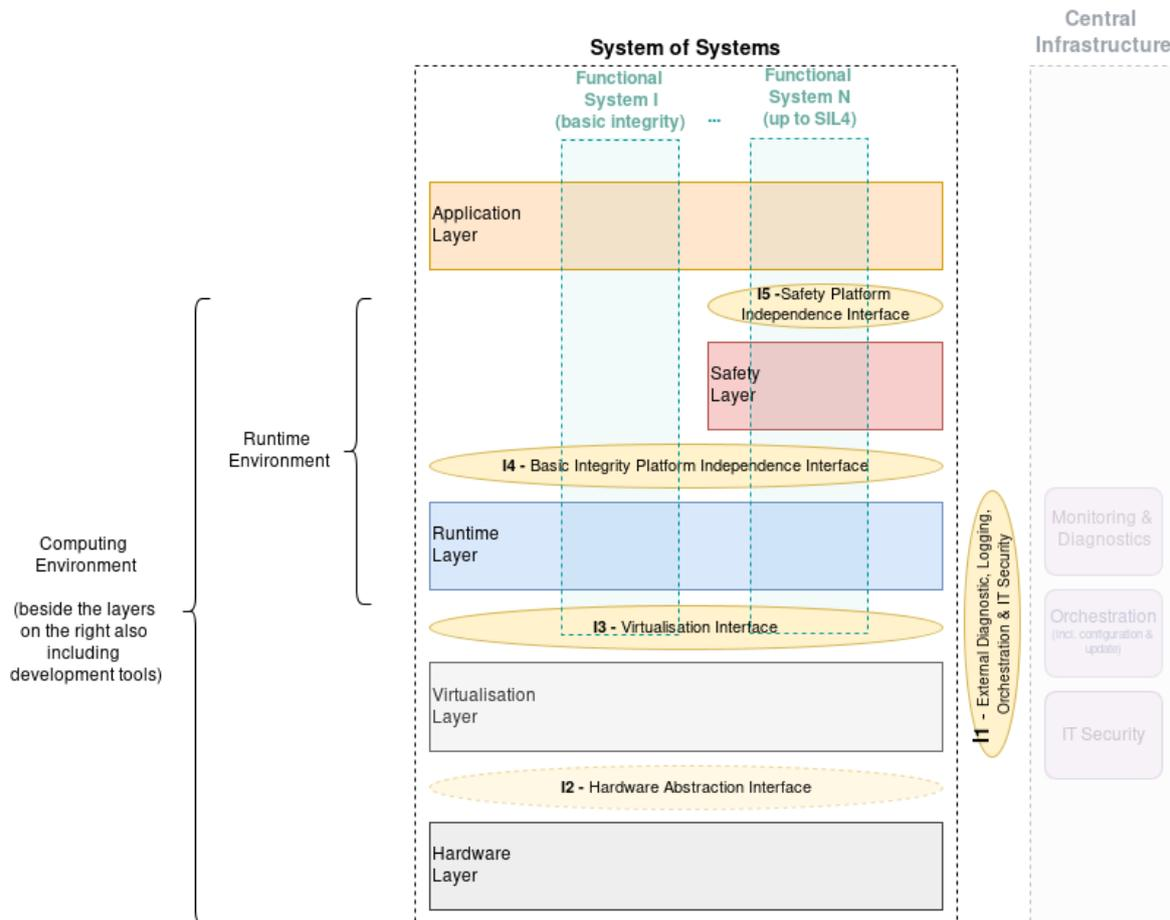 Central
Infrastructure
System of Systems
Functional
System I
(basic integrity)
...
Functional
System N
(up to SIL4)
Application
Layer
I5 -Safety Platform
Independence Interface
Safety
Layer
Runtime
Environment
I4 - Basic Integrity Platform Independence Interface
Runtime
Layer
Computing
Environment
(beside the layers
on the right also
including
development tools)
I3 - Virtualisation Interface
Virtualisation
Layer
I2 - Hardware Abstraction Interface
Hardware
Layer
I1 - External Diagnostic, Logging,
Orchestration & IT Security
Monitoring &
Diagnostics
Orchestration
(incl. configuration &
update)
IT Security